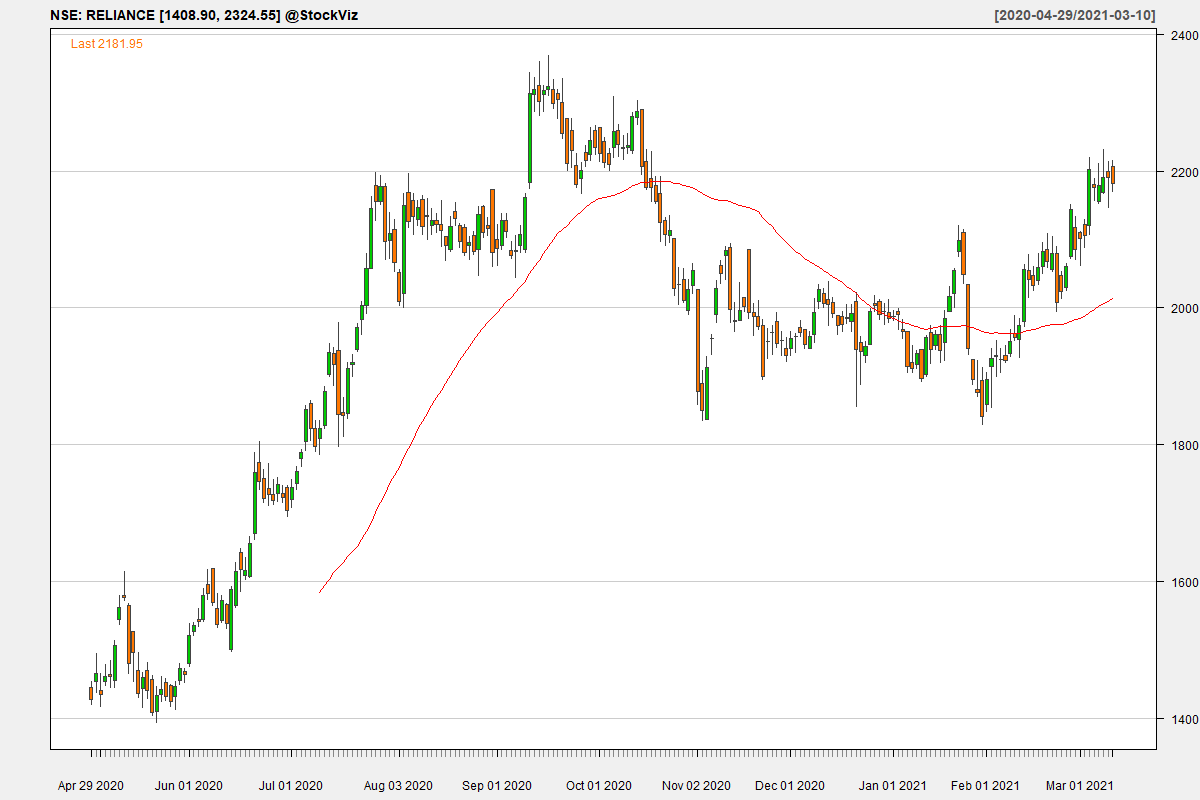 NSE: RELIANCE [1408.90, 2324.55] @StockViz
[2020-04-29/2021-03-10]
Last 2181.95
2400
2200
2000
1800
1600
1400
Apr 29 2020 Jun 01 2020 Jul 01 2020 Aug 03 2020 Sep 01 2020 Oct 01 2020 Nov 02 2020 Dec 01 2020 Jan 01 2021 Feb 01 2021 Mar 01 2021